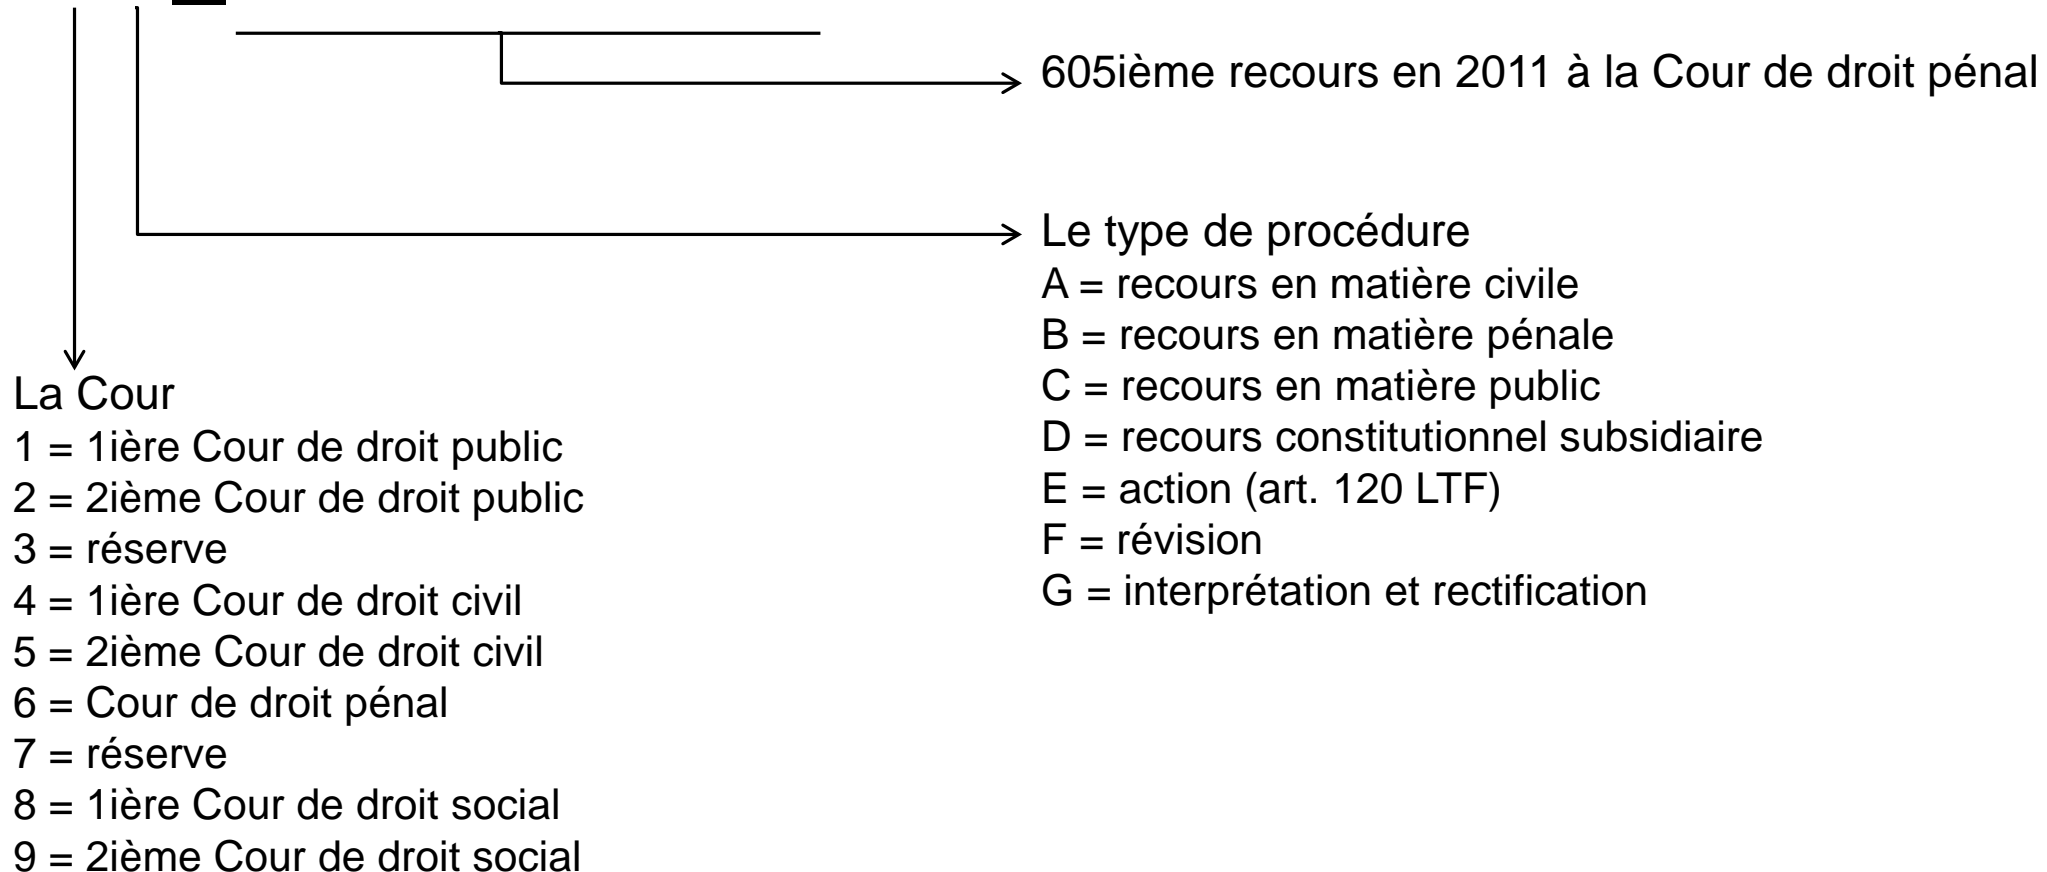 605ième recours en 2011 à la Cour de droit pénal
Le type de procédure
A = recours en matière civile
B = recours en matière pénale
C = recours en matière public
D = recours constitutionnel subsidiaire
E = action (art. 120 LTF)
F = révision
G = interprétation et rectification
La Cour
1 = 1ière Cour de droit public
2 = 2ième Cour de droit public
3 = réserve
4 = 1ière Cour de droit civil
5 = 2ième Cour de droit civil
6 = Cour de droit pénal
7 = réserve
8 = 1ière Cour de droit social
9 = 2ième Cour de droit social